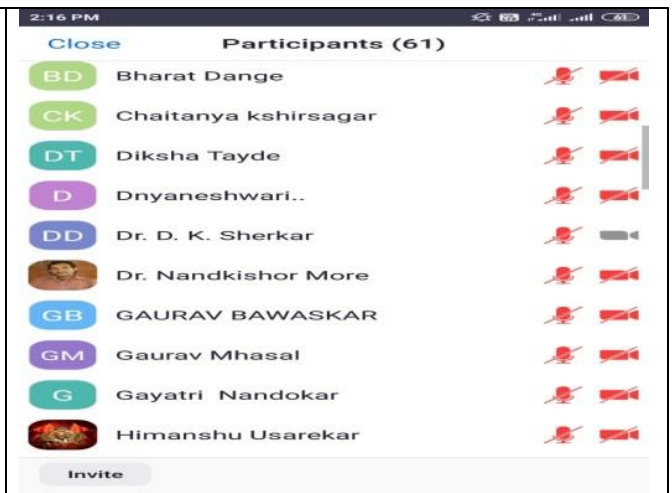 2:16 PM 61
Close Participants (61)
BD Bharat Dange
CK Chaitanya kshirsagar
DT Diksha Tayde
D Dnyaneshwari..
DD Dr. D. K. Sherkar
Dr. Nandkishor More
GB GAURAV BAWASKAR
GM Gaurav Mhasal
G Gayatri Nandokar
Himanshu Usarekar
Invite